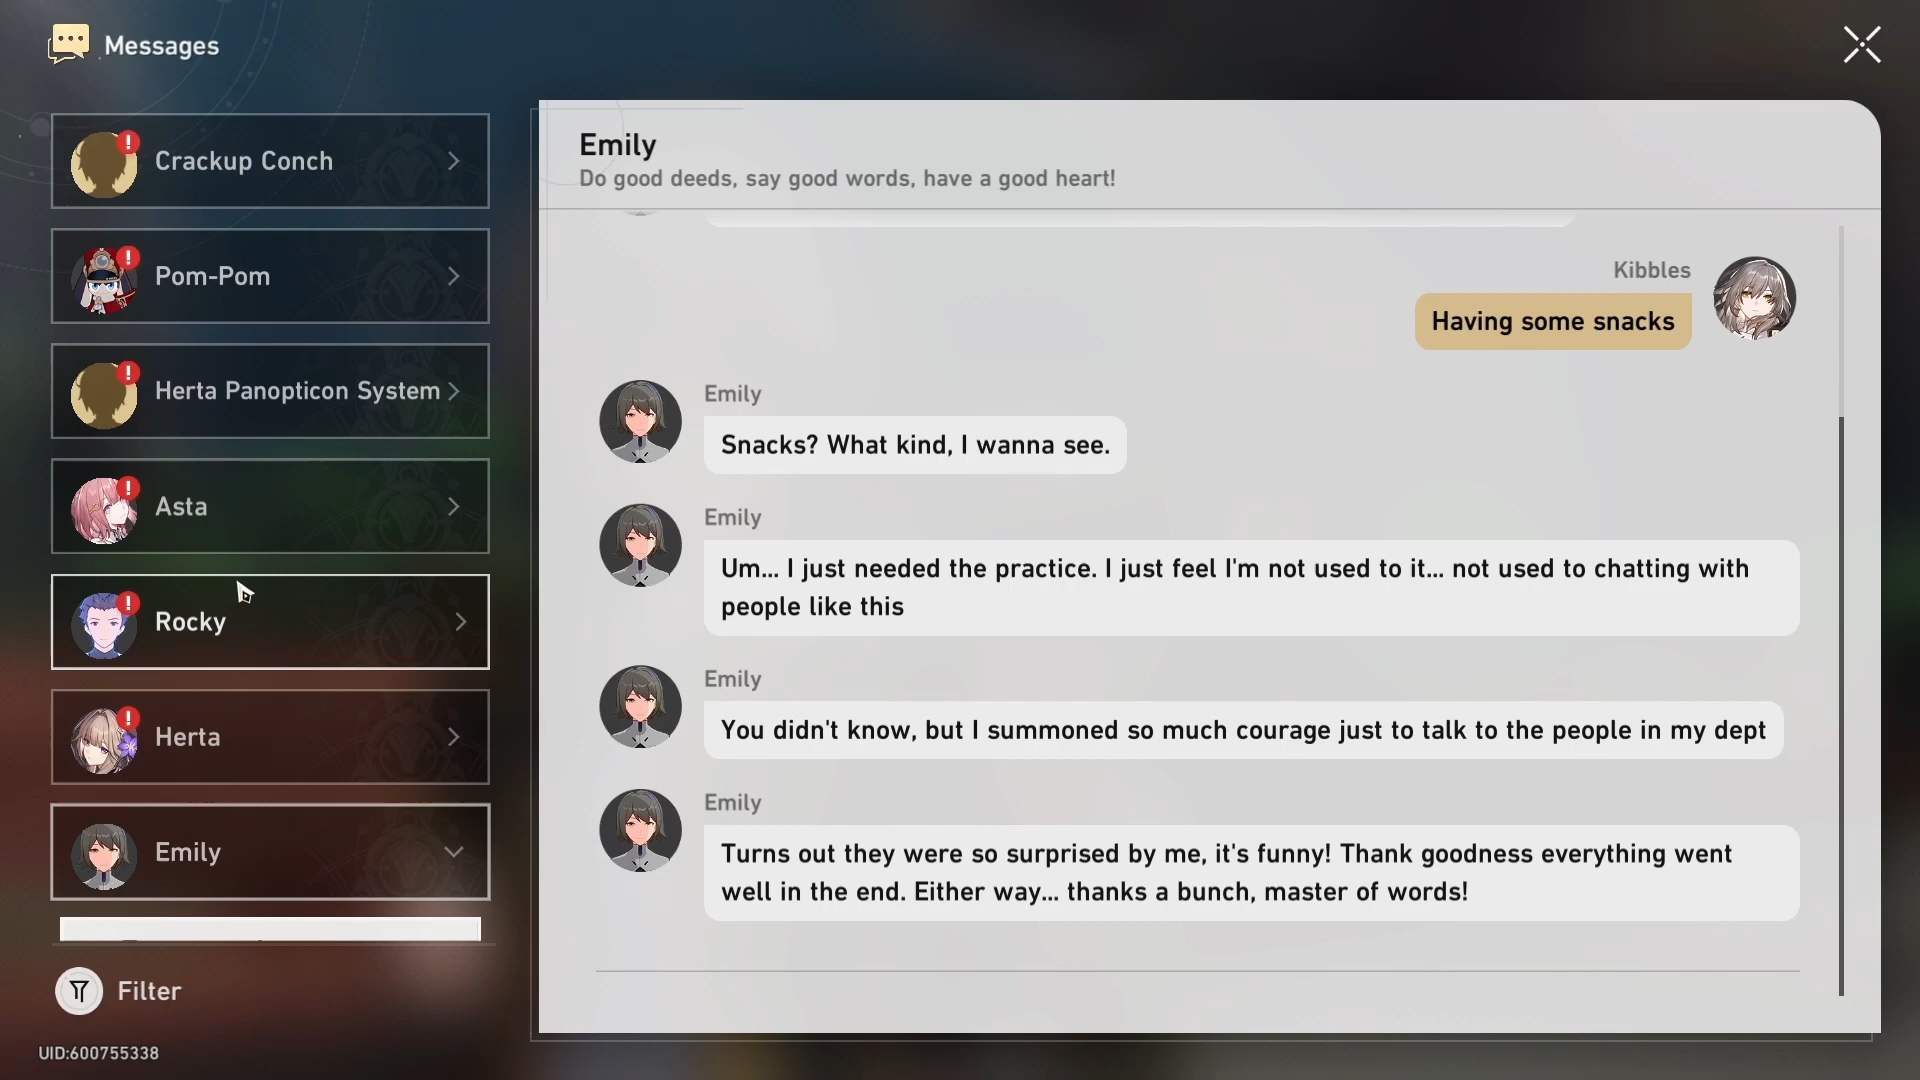 Messages
Crackup Conch
Pom-Pom
Herta Panopticon System
Asta
Rocky
Herta
Emily
Filter
UID:600755338
Emily
Do good deeds, say good words, have a good heart!
Kibbles
Having some snacks
Emily
Snacks? What kind, I wanna see.
Emily
Um... I just needed the practice. I just feel I'm not used to it... not used to chatting with
people like this
Emily
You didn't know, but I summoned so much courage just to talk to the people in my dept
Emily
Turns out they were so surprised by me, it's funny! Thank goodness everything went
well in the end. Either way... thanks a bunch, master of words!